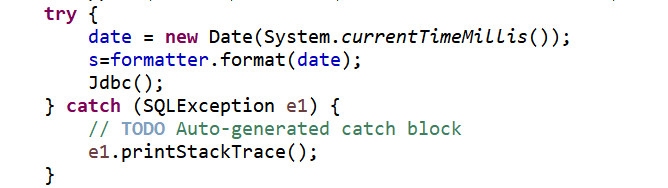 try {
date = new Date(System.currentTimeMillis());
s=formatter.format(date);
Jdbc();
} catch (SQLException e1) {
// TODO Auto-generated catch block
e1.printStackTrace();
}